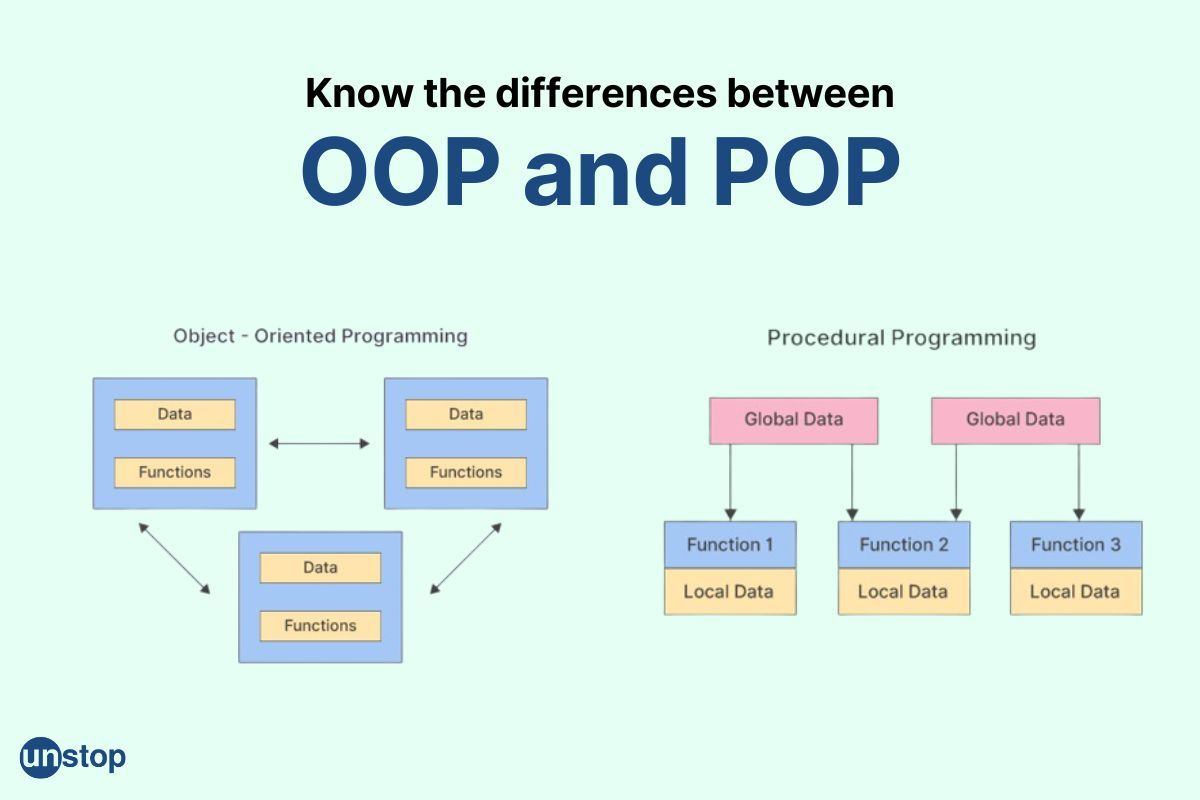 Know the differences between
OOP and POP
Object - Oriented Programming
Data
Functions
Data
Functions
Data
Functions
Procedural Programming
Global Data
Global Data
Function 1
Local Data
Function 2
Local Data
Function 3
Local Data
unstop